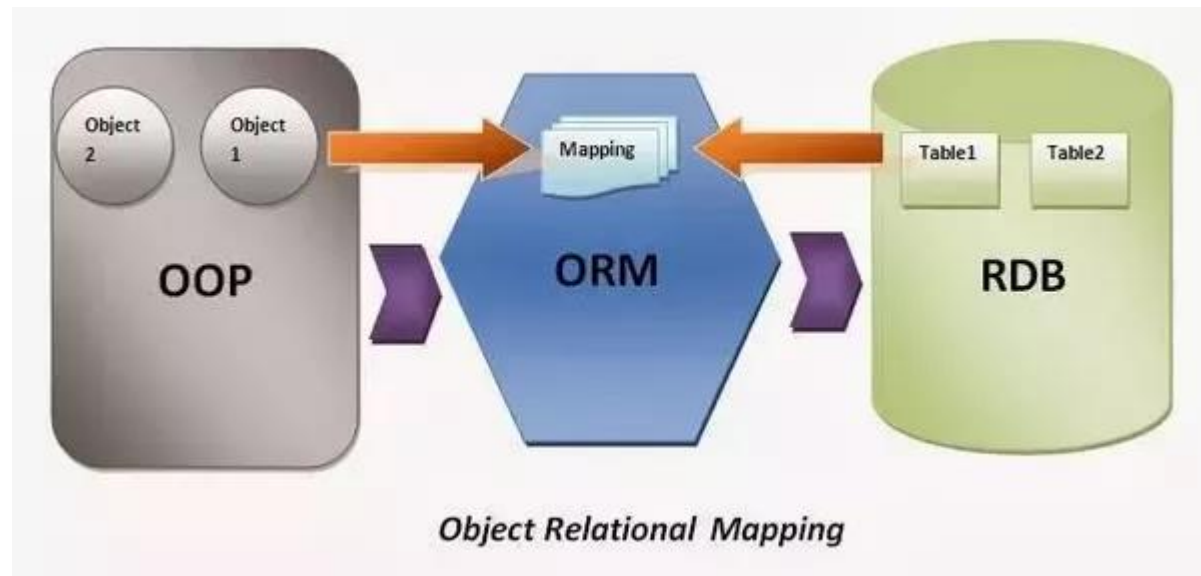 Object
2
Object
1
Mapping
Table1
Table2
OOP
ORM
RDB
Object Relational Mapping